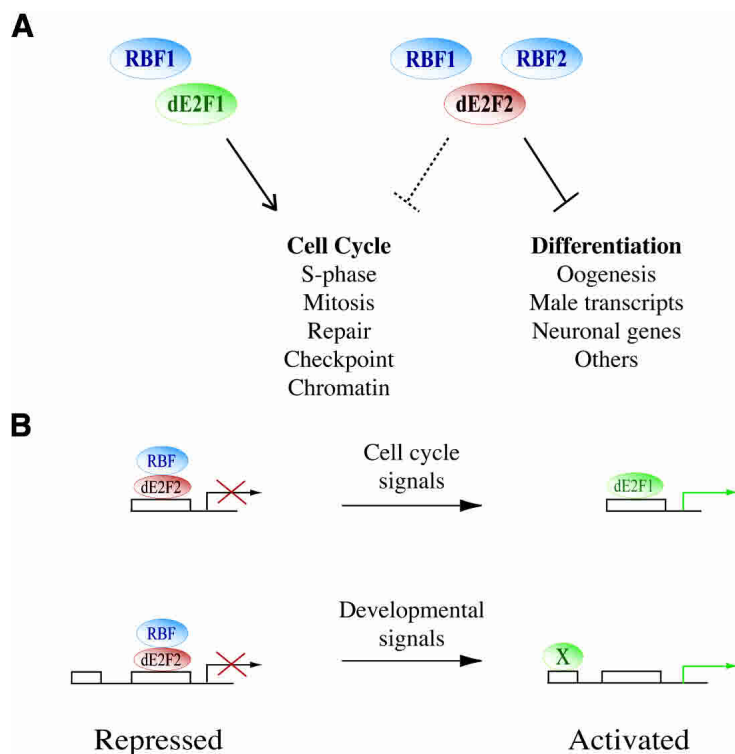 A
RBF1
RBF1
RBF2
dE2F1
dE2F2
Cell Cycle
S-phase
Mitosis
Repair
Checkpoint
Chromatin
Differentiation
Oogenesis
Male transcripts
Neuronal genes
Others
B
RBF
dE2F2
Cell cycle
signals
dE2F1
RBF
dE2F2
Developmental
signals
X
Repressed
Activated